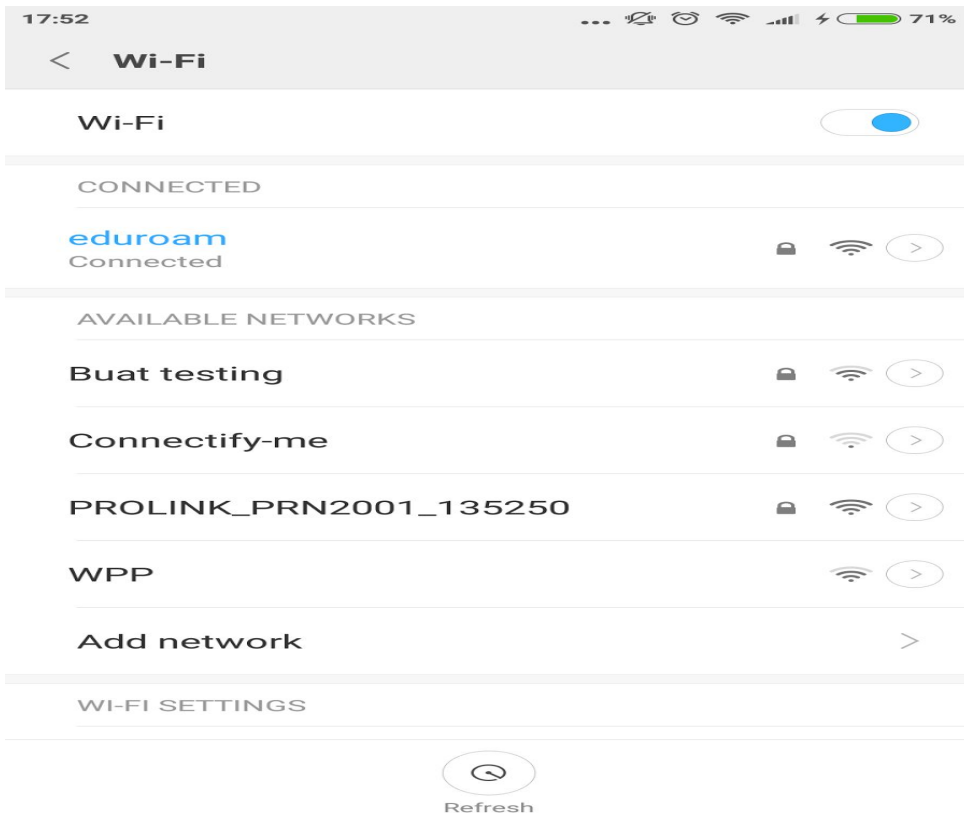 17:52 ... 71%
Wi-Fi
Wi-Fi
CONNECTED
eduroam
Connected
AVAILABLE NETWORKS
Buat testing
Connectify-me
PROLINK_PRN2001_135250
WPP
Add network
WI-FI SETTINGS
Refresh